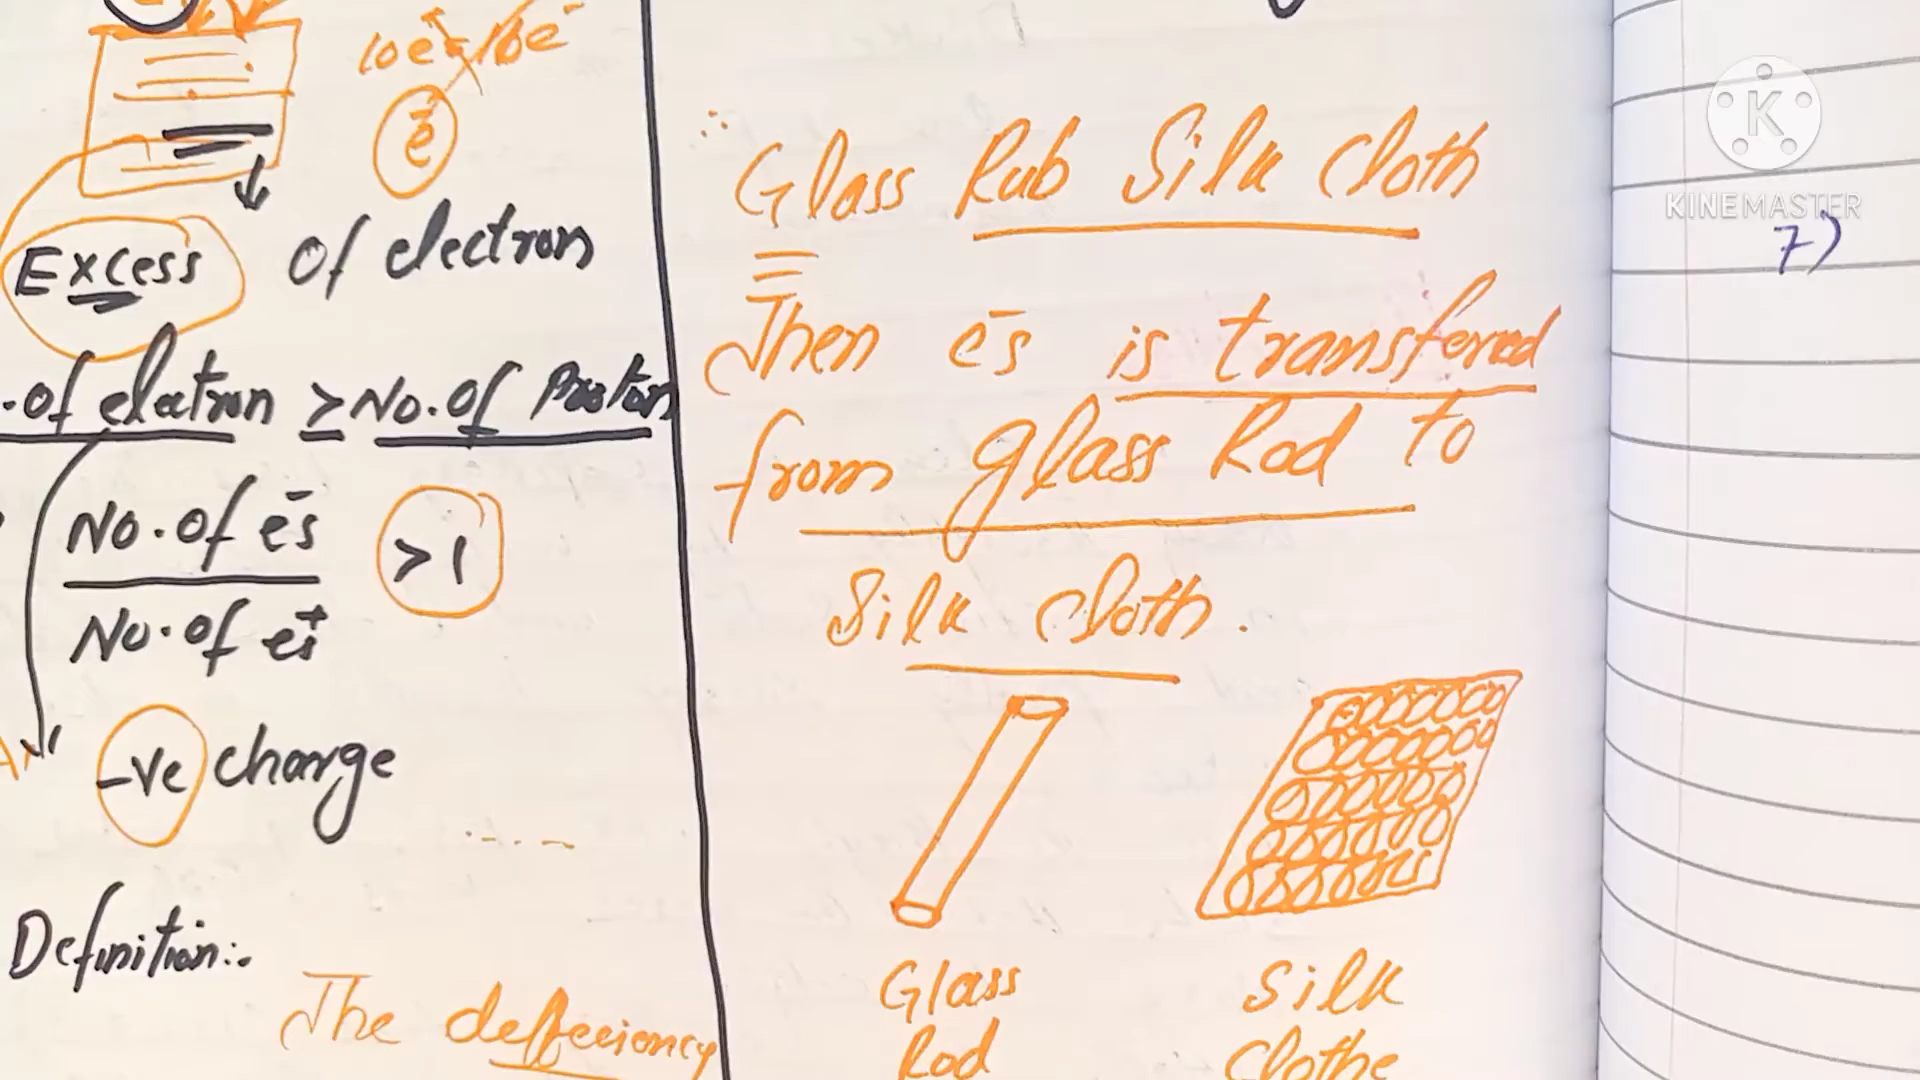 10e⁻ 10e⁻
e⁻
Excess of electron
.of electron ≥ No.of Proton
No.of e⁻s
No.of e⁺s
>1
-ve charge
Definition:-
The deffeciency
∴ Glass Rub Silk Cloth
Then e⁻s is transferred
from glass Rod to
Silk cloth.
Glass
Rod
Silk
Clothe
K
KINEMASTER
7)